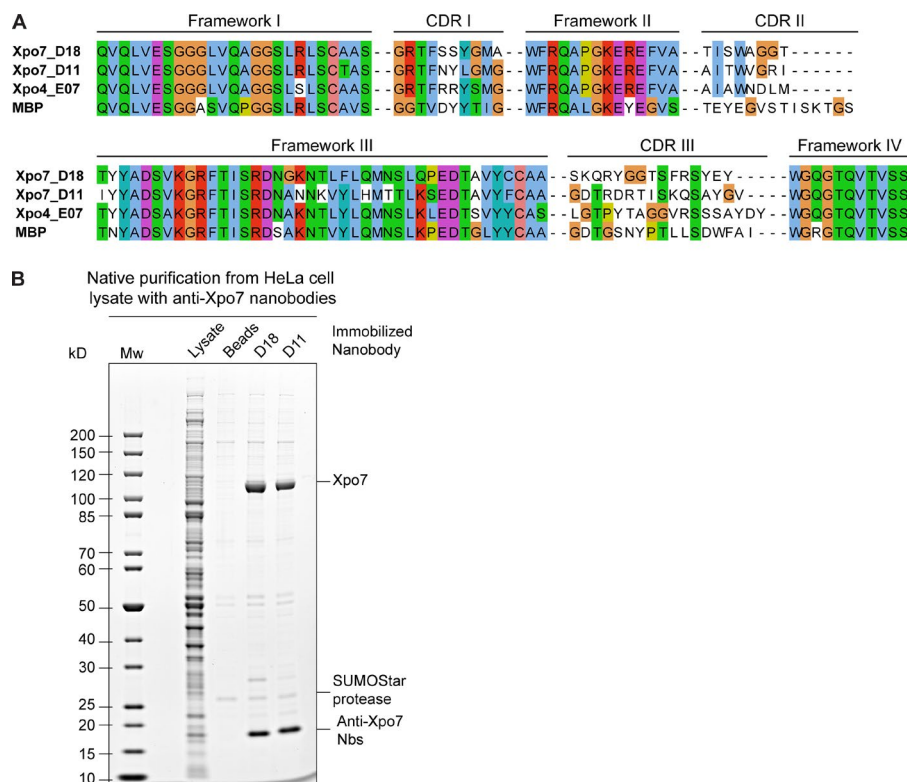 A
Framework I CDR I Framework II CDR II
Xpo7_D18 QVQLVESGGGLVQAGGSLRLSCAAS--GRTFSSYGMA--WFRQAPGKEREFVA--TISWAGGT------
Xpo7_D11 QVQLVESGGGLVQAGGSLRLSCTAS--GRTFNYLGMG--WFRQAPGKEREFVA--AITWVGRI------
Xpo4_E07 QVQLVESGGGLVQAGGSLSLSCAAS--GRTFRRYSMG--WFRQAPGKEREFVA--AIAWNDLM------
MBP QVQLVESGGASVQPGGSLRLSCAVS--GGTVDYYTIG--WFRQALGKEYEGVS--TEYEGVSTISKTGS
Framework III CDR III Framework IV
Xpo7_D18 TYYADSVKGRFTISRDNGKNTLFLQMNSLQPEDTAVYCCAA--SKQRYGGTSFRSYEY-----WGQGTQVTVSS
Xpo7_D11 IYYADSVKGRFTISRDNANNKVYLHMTTLKSEDTAVYFCAA--GDTRDRTISKQSAYGV----WGQGTQVTVSS
Xpo4_E07 TYYADSAKGRFTISRDNAKNTLYLQMNSLKLEDTSVYYCAS--LGTPYTAGGVRSSSAYDY--WGQGTQVTVSS
MBP TNYADSVKGRFTISRDSAKNTVYLQMNSLKPEDTGLYYCAA--GDTGSNYPTLLSDWFAI---WGRGTQVTVSS
B
Native purification from HeLa cell
lysate with anti-Xpo7 nanobodies
kD Mw Lysate Beads D18 D11 Immobilized
Nanobody
200
150
120
100
85
70
60
50
40
30
25
20
15
10
Xpo7
SUMOStar
protease
Anti-Xpo7
Nbs